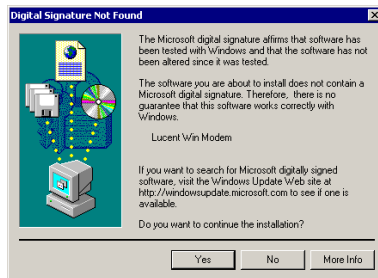 Digital Signature Not Found
The Microsoft digital signature affirms that software has
been tested with Windows and that the software has not
been altered since it was tested.
The software you are about to install does not contain a
Microsoft digital signature. Therefore, there is no
guarantee that this software works correctly with
Windows.
Lucent Win Modem
If you want to search for Microsoft digitally signed
software, visit the Windows Update Web site at
http://windowsupdate.microsoft.com to see if one is
available.
Do you want to continue the installation?
Yes No More Info